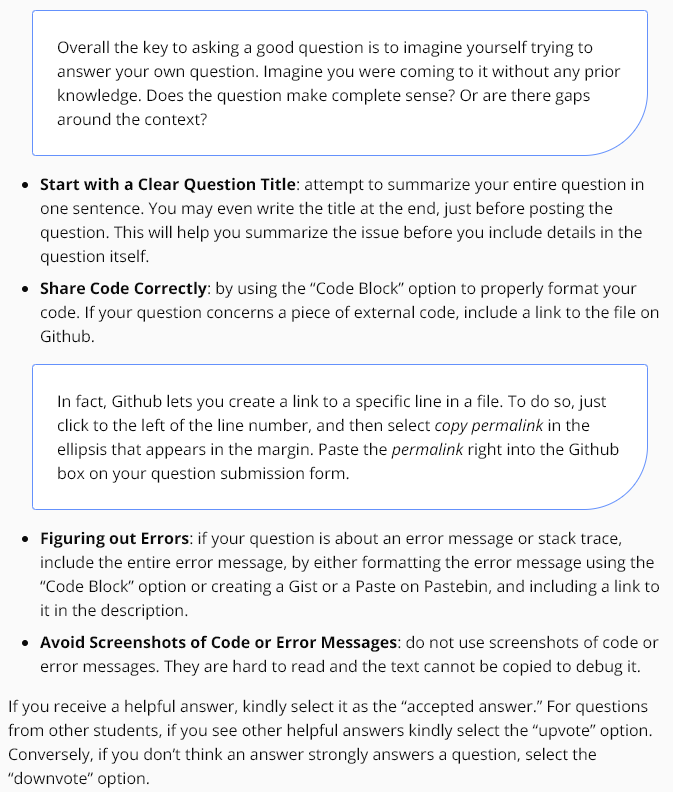 Overall the key to asking a good question is to imagine yourself trying to
answer your own question. Imagine you were coming to it without any prior
knowledge. Does the question make complete sense? Or are there gaps
around the context?
• Start with a Clear Question Title: attempt to summarize your entire question in
one sentence. You may even write the title at the end, just before posting the
question. This will help you summarize the issue before you include details in the
question itself.
• Share Code Correctly: by using the “Code Block” option to properly format your
code. If your question concerns a piece of external code, include a link to the file on
Github.
In fact, Github lets you create a link to a specific line in a file. To do so, just
click to the left of the line number, and then select copy permalink in the
ellipsis that appears in the margin. Paste the permalink right into the Github
box on your question submission form.
• Figuring out Errors: if your question is about an error message or stack trace,
include the entire error message, by either formatting the error message using the
“Code Block” option or creating a Gist or a Paste on Pastebin, and including a link to
it in the description.
• Avoid Screenshots of Code or Error Messages: do not use screenshots of code or
error messages. They are hard to read and the text cannot be copied to debug it.
If you receive a helpful answer, kindly select it as the “accepted answer.” For questions
from other students, if you see other helpful answers kindly select the “upvote” option.
Conversely, if you don’t think an answer strongly answers a question, select the
“downvote” option.